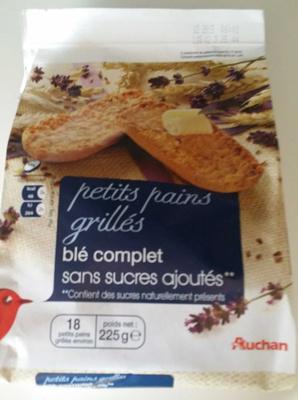 petits pains
grillés
blé complet
sans sucres ajoutés**
**Contient des sucres naturellement présents
18
petits pains
grillés environ
poids net :
225g e
Auchan
petits pains grillés